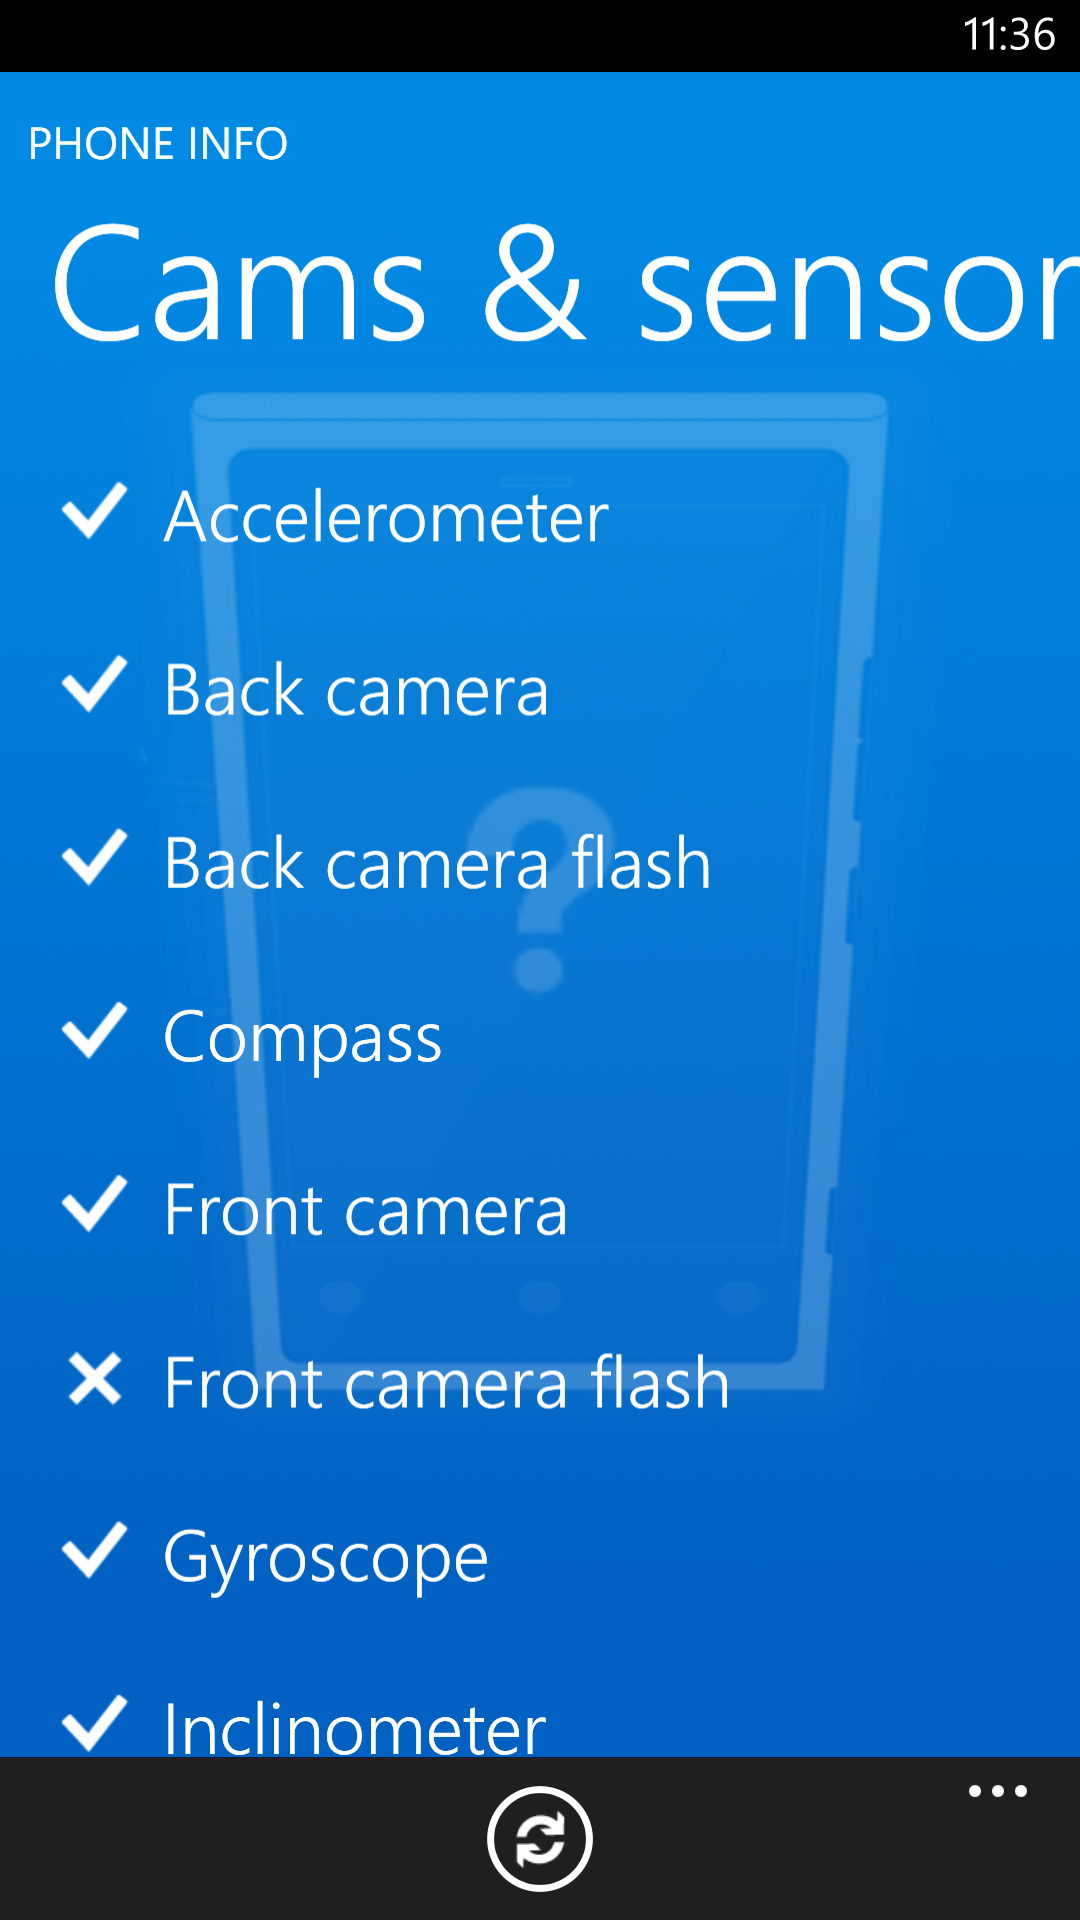 11:36
PHONE INFO
Cams & sensor
Accelerometer
Back camera
?
Back camera flash
Compass
Front camera
Front camera flash
Gyroscope
Inclinometer